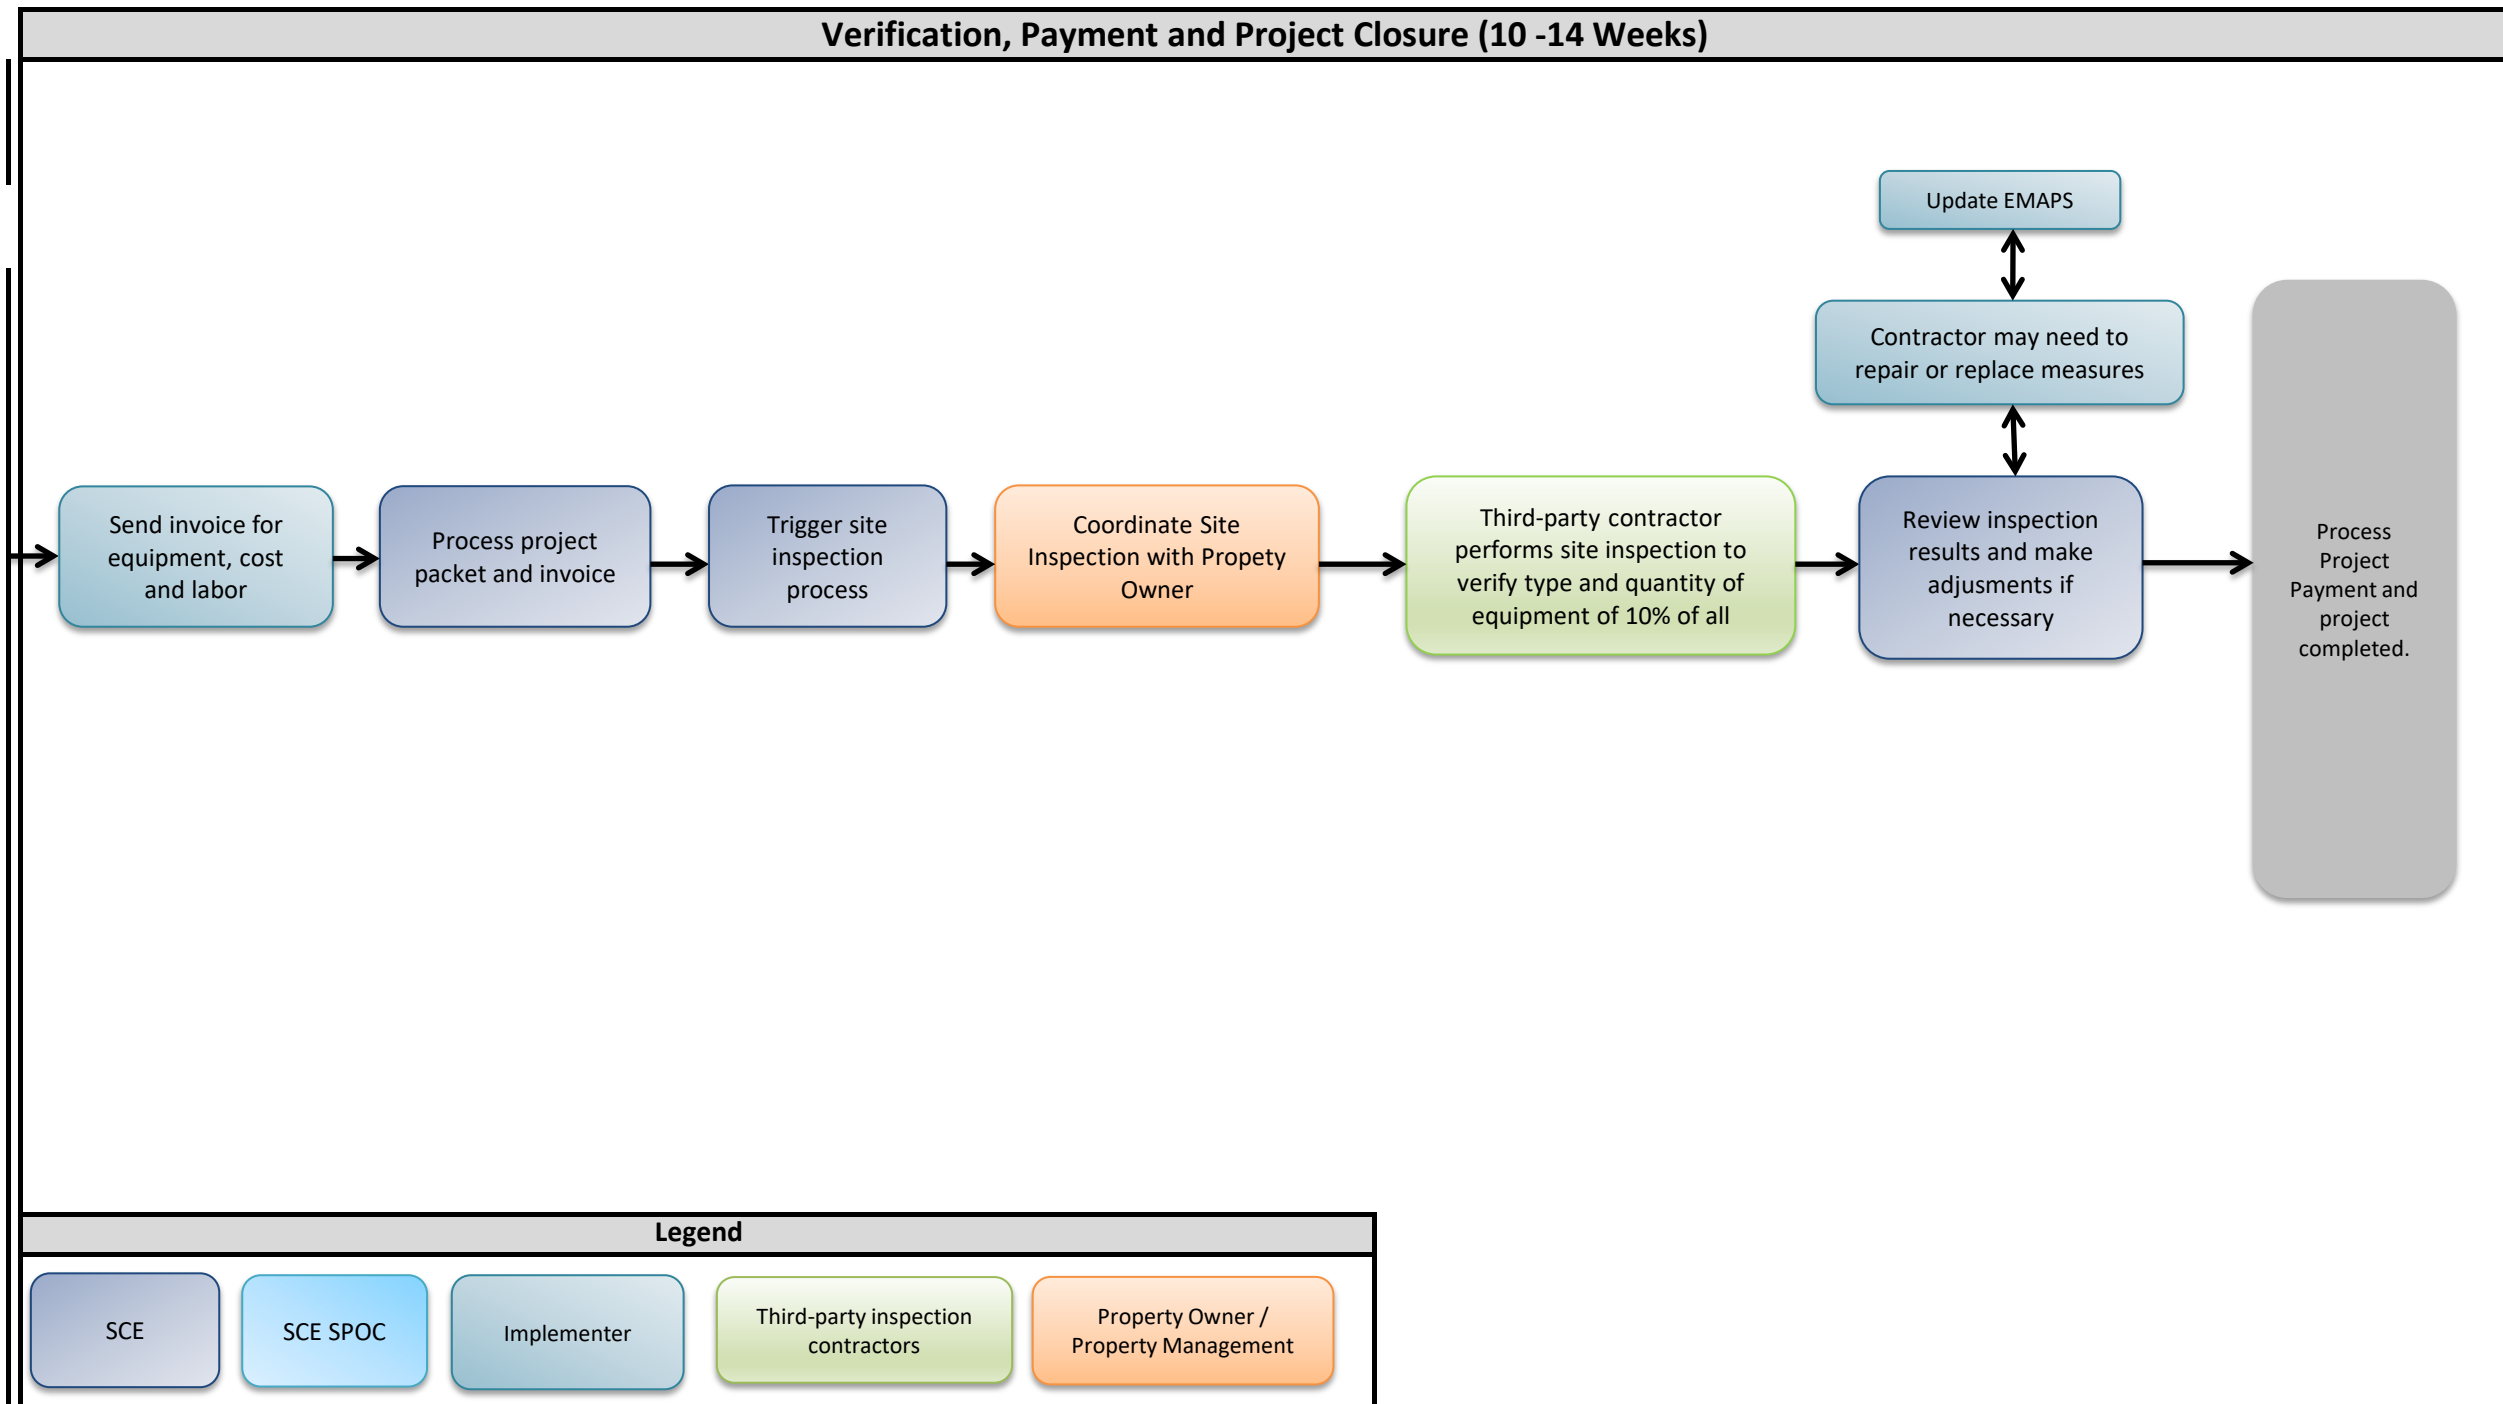 Verification, Payment and Project Closure (10 -14 Weeks)
Update EMAPS
Contractor may need to
repair or replace measures
Send invoice for
equipment, cost
and labor
Process project
packet and invoice
Trigger site
inspection
process
Coordinate Site
Inspection with Propety
Owner
Third-party contractor
performs site inspection to
verify type and quantity of
equipment of 10% of all
Review inspection
results and make
adjusments if
necessary
Process
Project
Payment and
project
completed.
Legend
SCE
SCE SPOC
Implementer
Third-party inspection
contractors
Property Owner /
Property Management